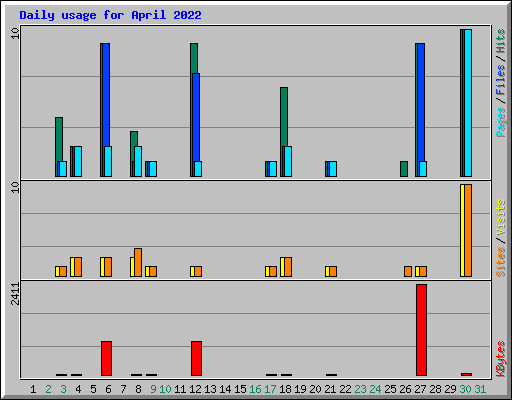 Daily usage for April 2022
10
Pages / Files / Hits
10
Sites / Visits
2411
KBytes
1 2 3 4 5 6 7 8 9 10 11 12 13 14 15 16 17 18 19 20 21 22 23 24 25 26 27 28 29 30 31